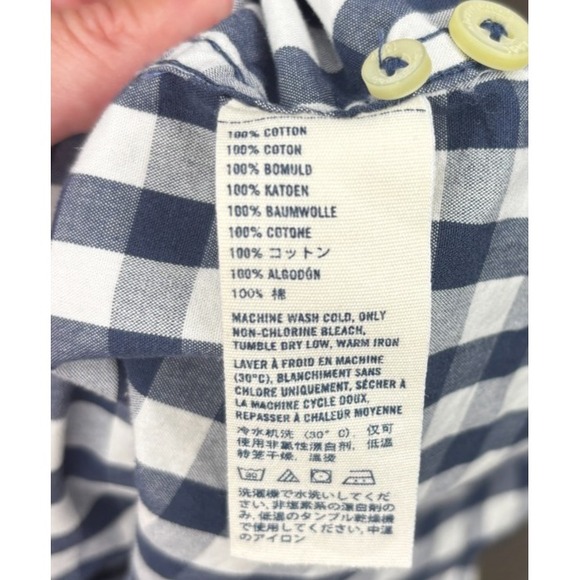 100% COTTON
100% COTON
100% BOMULD
100% KATOEN
100% BAUMWOLLE
100% COTONE
100% コットン
100% ALGODÓN
100% 棉
MACHINE WASH COLD, ONLY
NON-CHLORINE BLEACH,
TUMBLE DRY LOW, WARM IRON
LAVER À FROID EN MACHINE
(30°C), BLANCHIMENT SANS
CHLORE UNIQUEMENT, SÉCHER À
LA MACHINE CYCLE DOUX,
REPASSER À CHALEUR MOYENNE
冷水机洗 (30° C), 仅可
使用非氯性漂白剂, 低温
转笼干燥, 温烫
30
洗濯機で水洗いしてくだ
さい, 非塩素系の漂白剤の
み, 低温のタンブル乾燥機
で使用してください, 中温
のアイロン